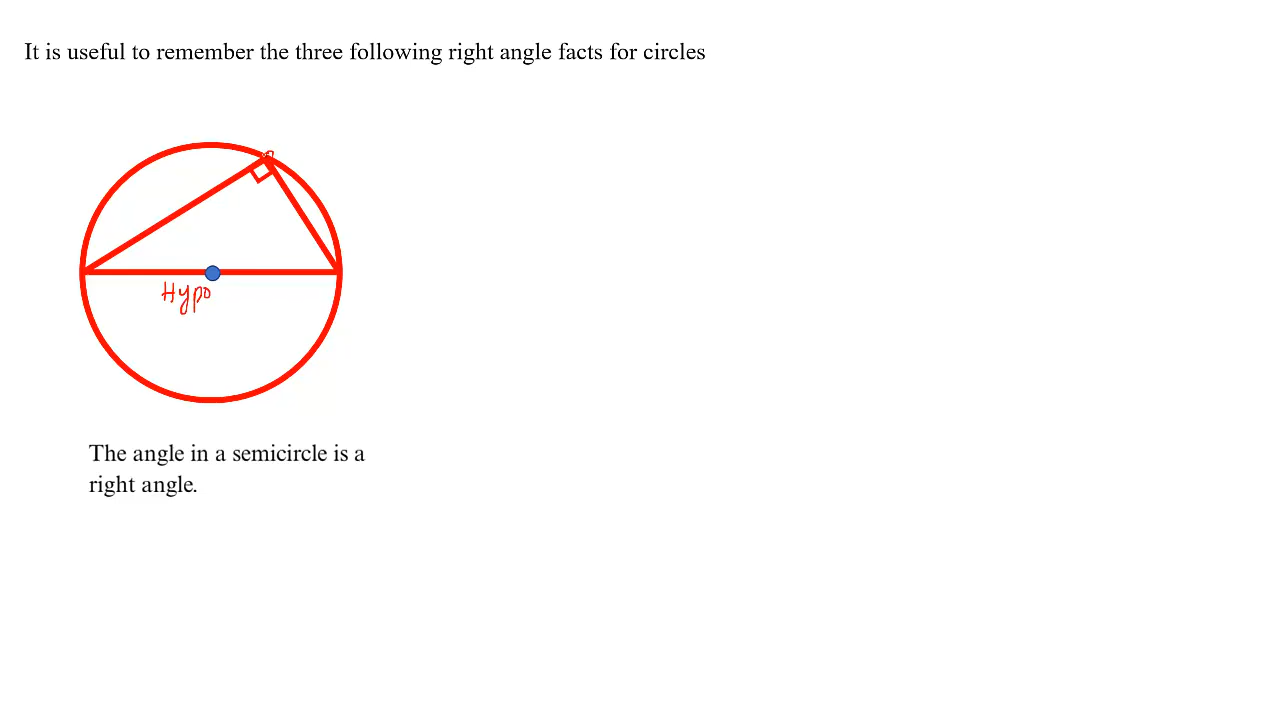 It is useful to remember the three following right angle facts for circles
Hypo
The angle in a semicircle is a
right angle.